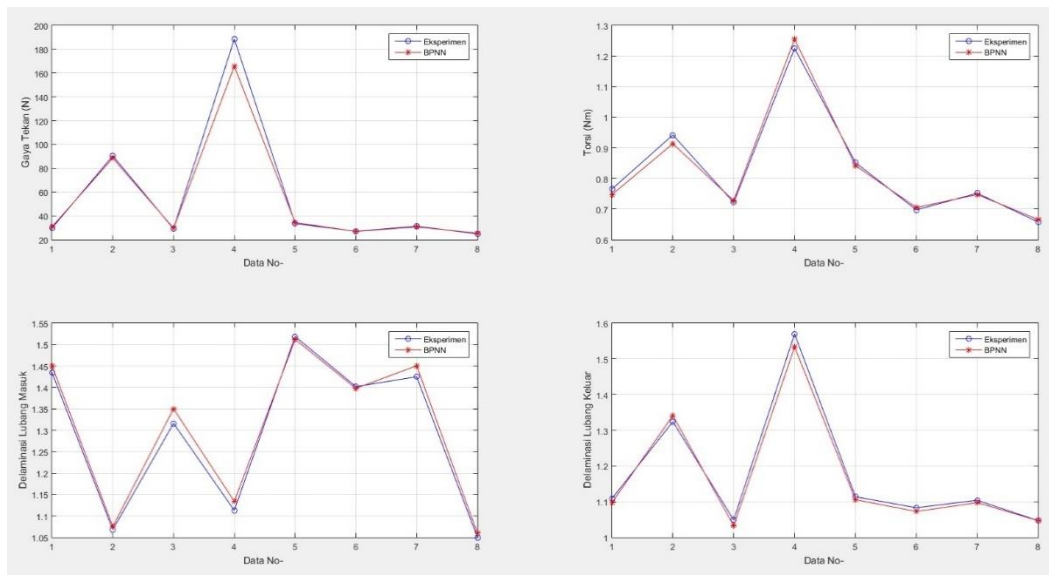 Gaya Tekan (N)
200
180
160
140
120
100
80
60
40
20
1 2 3 4 5 6 7 8
Data No-
Eksperimen
BPNN
Torsi (Nm)
1.3
1.2
1.1
1
0.9
0.8
0.7
0.6
1 2 3 4 5 6 7 8
Data No-
Eksperimen
BPNN
Delaminasi Lubang Masuk
1.55
1.5
1.45
1.4
1.35
1.3
1.25
1.2
1.15
1.1
1.05
1 2 3 4 5 6 7 8
Data No-
Eksperimen
BPNN
Delaminasi Lubang Keluar
1.6
1.5
1.4
1.3
1.2
1.1
1
1 2 3 4 5 6 7 8
Data No-
Eksperimen
BPNN